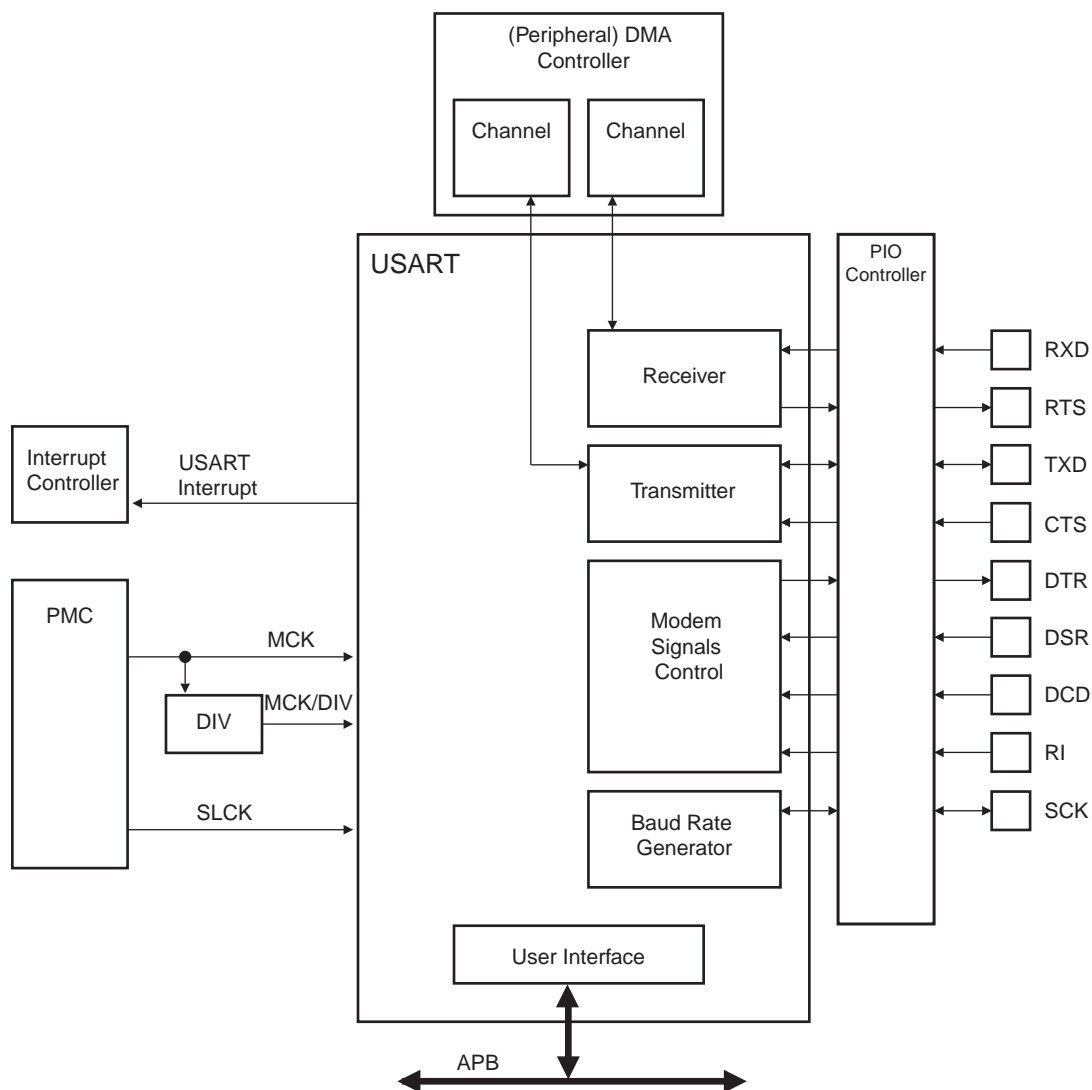 (Peripheral) DMA
Controller
Channel
Channel
USART
PIO
Controller
Receiver
RXD
RTS
Interrupt
Controller
USART
Interrupt
Transmitter
TXD
CTS
PMC
MCK
DIV
MCK/DIV
SLCK
Modem
Signals
Control
DTR
DSR
DCD
RI
Baud Rate
Generator
SCK
User Interface
APB